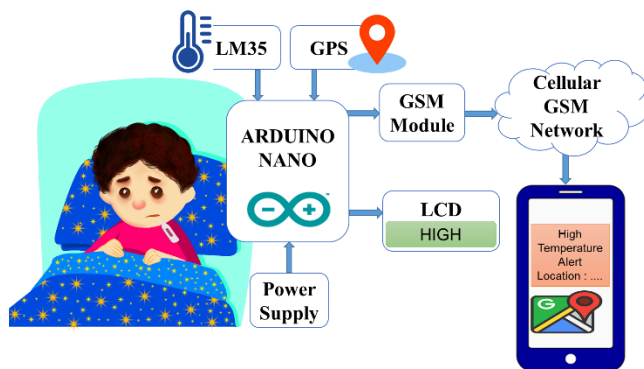 LM35
GPS
ARDUINO
NANO
GSM
Module
Cellular
GSM
Network
LCD
HIGH
Power
Supply
High
Temperature
Alert
Location : ....
G